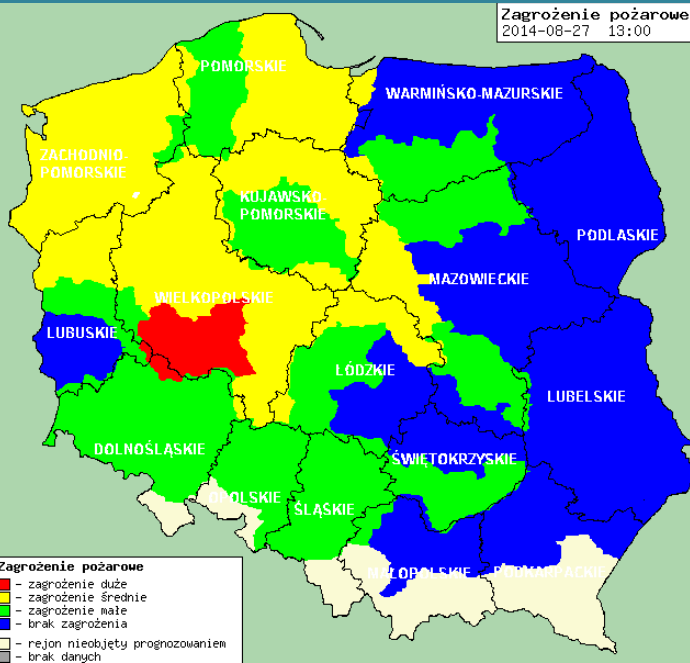 Zagrożenie pożarowe
2014-08-27 13:00
POMORSKIE
WARMIŃSKO-MAZURSKIE
ZACHODNIO-
POMORSKIE
KUJAWSKO-
POMORSKIE
PODLASKIE
MAZOWIECKIE
WIELKOPOLSKIE
LUBUSKIE
ŁÓDZKIE
LUBELSKIE
DOLNOŚLĄSKIE
ŚWIĘTOKRZYSKIE
OPOLSKIE
ŚLĄSKIE
MAŁOPOLSKIE
PODKARPACKIE
Zagrożenie pożarowe
- zagrożenie duże
- zagrożenie średnie
- zagrożenie małe
- brak zagrożenia
- rejon nieobjęty prognozowaniem
- brak danych